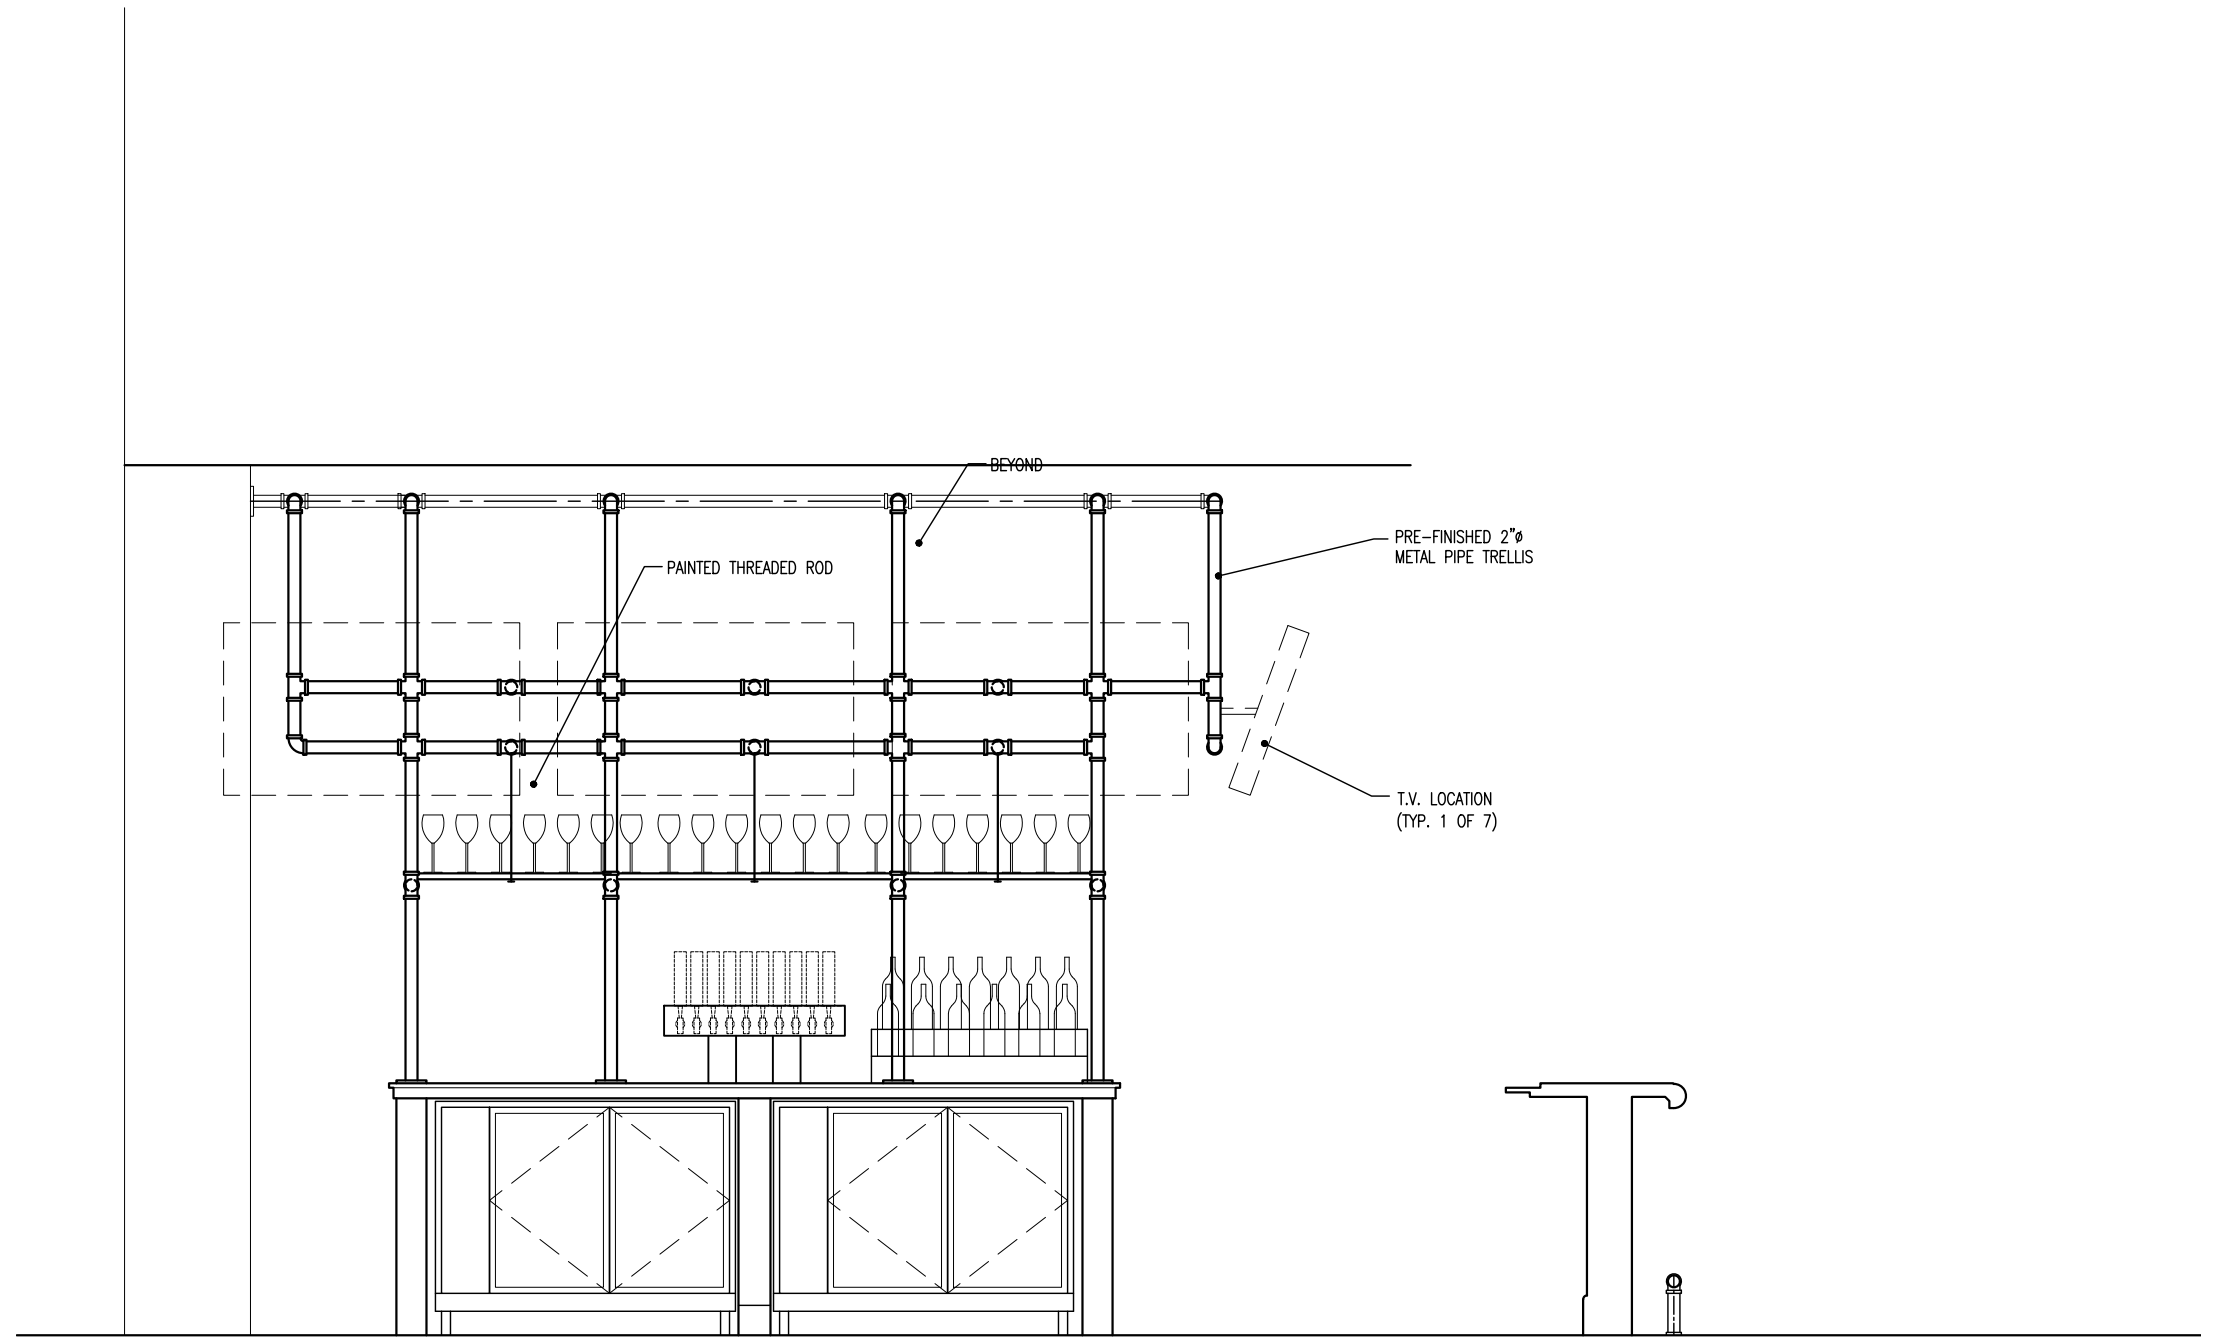 BEYOND
PRE-FINISHED 2"ø
METAL PIPE TRELLIS
PAINTED THREADED ROD
T.V. LOCATION
(TYP. 1 OF 7)